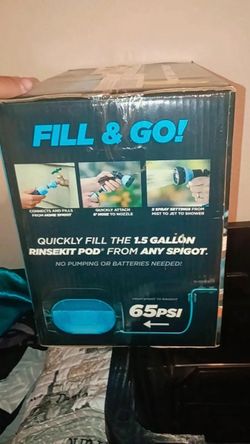 FILL & GO!
CONNECTS AND FILLS
FROM HOME SPIGOT
QUICKLY ATTACH
6' HOSE TO NOZZLE
5 SPRAY SETTINGS FROM
MIST TO JET TO SHOWER
QUICKLY FILL THE 1.5 GALLON
RINSEKIT POD* FROM ANY SPIGOT.
NO PUMPING OR BATTERIES NEEDED!
65PSI